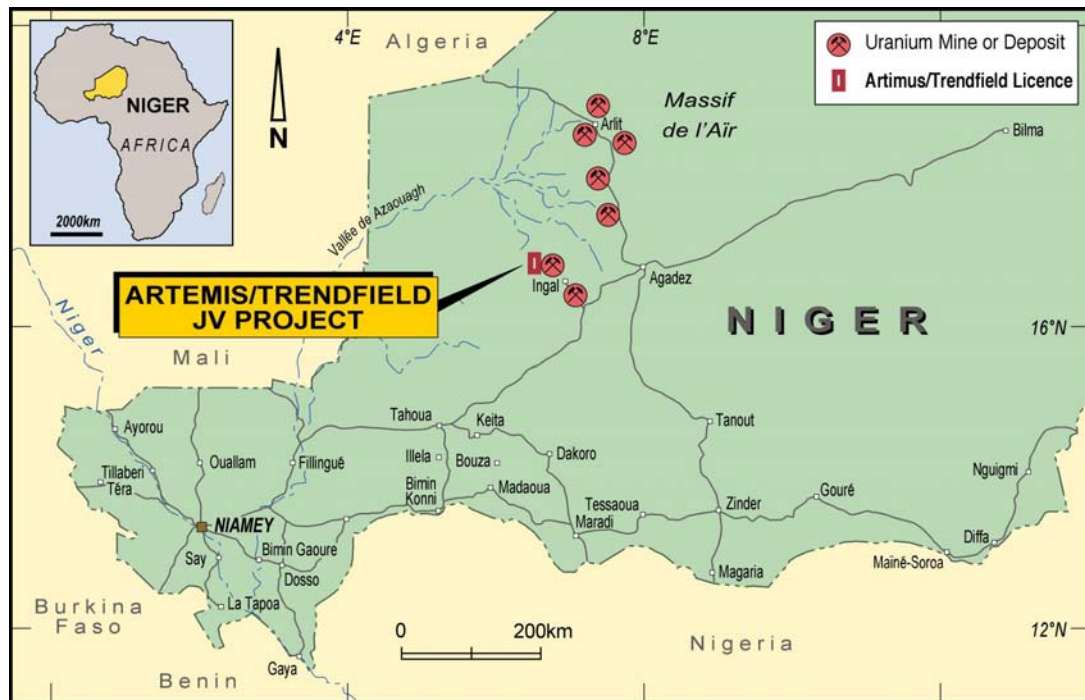 4°E
8°E
Algeria
Uranium Mine or Deposit
Artimus/Trendfield Licence
NIGER
AFRICA
2000km
N
Massif
de l'Aïr
Arlit
Bilma
Vallée de Azaouagh
Agadez
Ingal
ARTEMIS/TRENDFIELD
JV PROJECT
NIGER
16°N
Niger
Mali
Ayorou
Ouallam
Tahoua
Keita
Tanout
Tillaberi
Téra
Fillingué
Illela
Bouza
Dakoro
Nguigmi
Bimin
Konni
Madaoua
Tessaoua
Maradi
Zinder
Gouré
NIAMEY
Say
Bimin Gaoure
Dosso
Magaria
Maïné-Soroa
Diffa
Burkina
Faso
La Tapoa
0
200km
Nigeria
12°N
Gaya
Benin